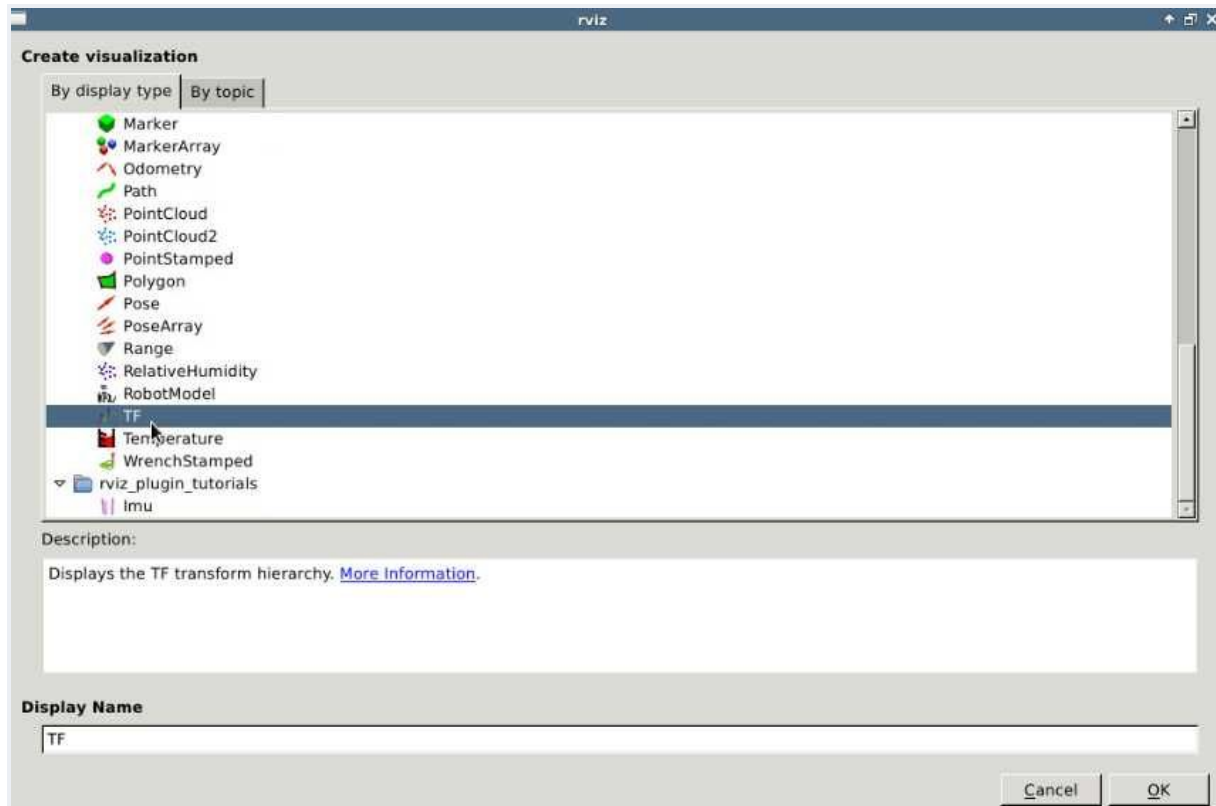 rviz
Create visualization
By display type By topic
Marker
MarkerArray
Odometry
Path
PointCloud
PointCloud2
PointStamped
Polygon
Pose
PoseArray
Range
RelativeHumidity
RobotModel
TF
Temperature
WrenchStamped
rviz_plugin_tutorials
Imu
Description:
Displays the TF transform hierarchy. More Information.
Display Name
TF
Cancel OK